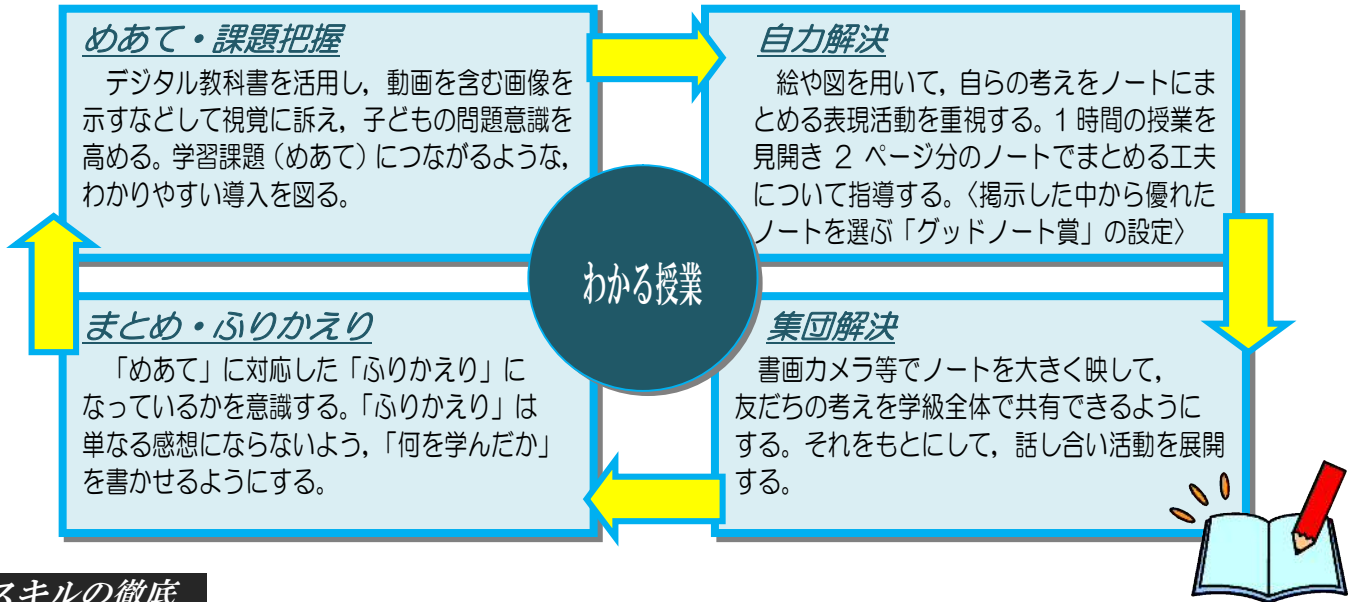 めあて・課題把握
デジタル教科書を活用し，動画を含む画像を
示すなどして視覚に訴え，子どもの問題意識を
高める。学習課題（めあて）につながるような，
わかりやすい導入を図る。
自力解決
絵や図を用いて，自らの考えをノートにま
とめる表現活動を重視する。1時間の授業を
見開き 2 ページ分のノートでまとめる工夫
について指導する。〈掲示した中から優れた
ノートを選ぶ「グッドノート賞」の設定〉
わかる授業
まとめ・ふりかえり
「めあて」に対応した「ふりかえり」に
なっているかを意識する。「ふりかえり」は
単なる感想にならないよう，「何を学んだか」
を書かせるようにする。
集団解決
書画カメラ等でノートを大きく映して，
友だちの考えを学級全体で共有できるように
する。それをもとにして，話し合い活動を展開
する。
スキルの徹底